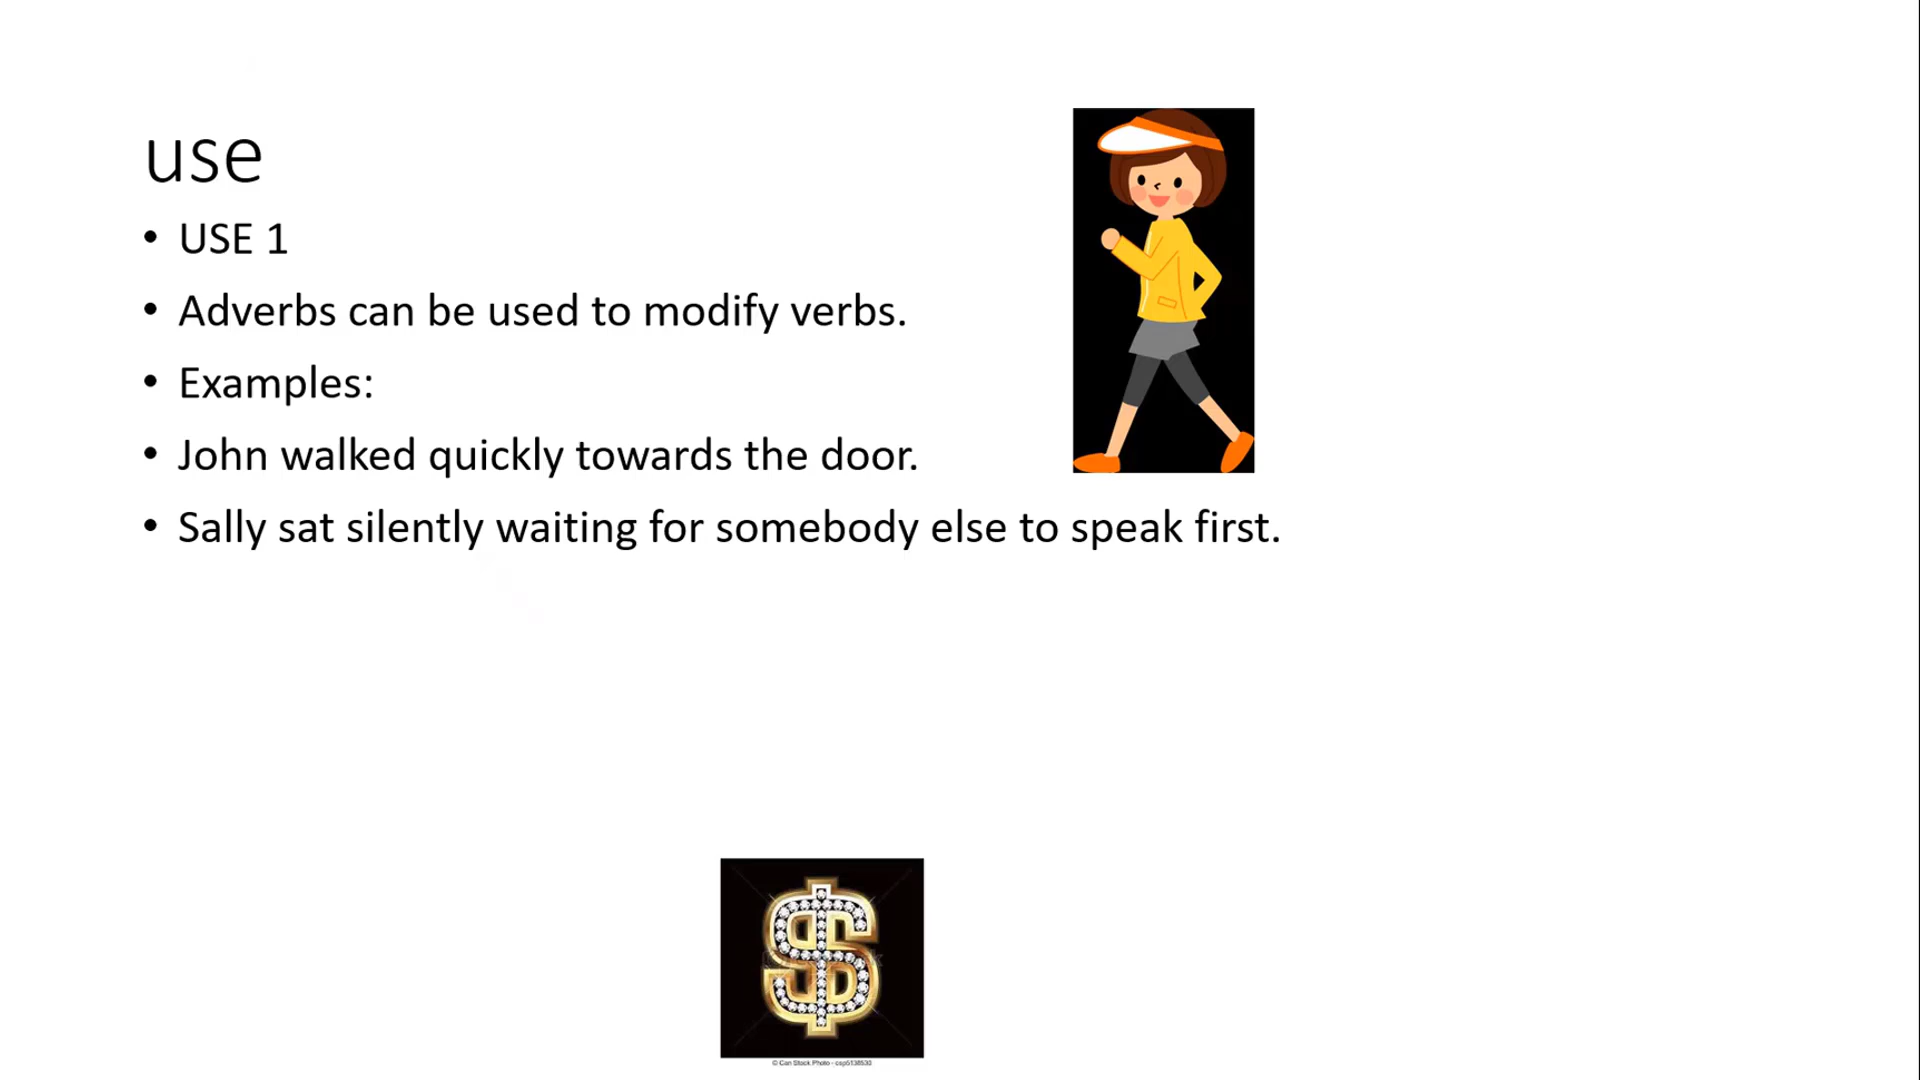 use
• USE 1
• Adverbs can be used to modify verbs.
• Examples:
• John walked quickly towards the door.
• Sally sat silently waiting for somebody else to speak first.
© Can Stock Photo - csp5138530